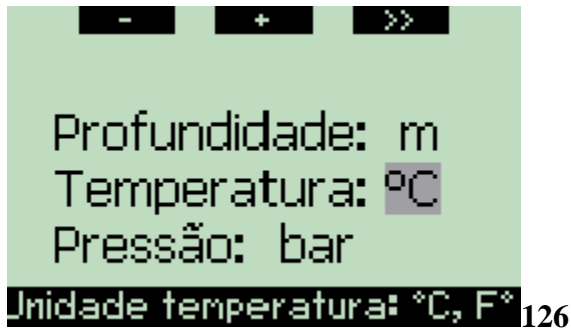 - + >>
Profundidade: m
Temperatura: ºC
Pressão: bar
Unidade temperatura: °C, F°
126